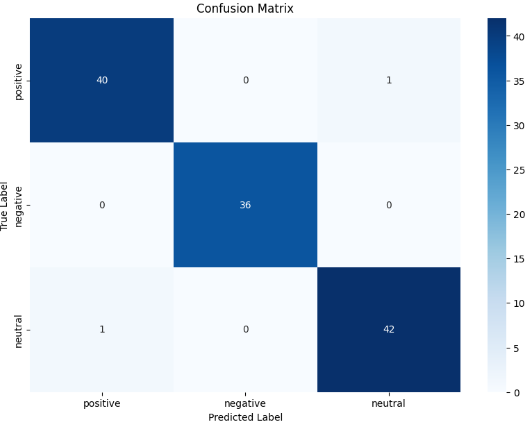 Confusion Matrix
positive
40
0
1
negative
0
36
0
neutral
1
0
42
True Label
positive
negative
neutral
Predicted Label
40
35
30
25
20
15
10
5
0